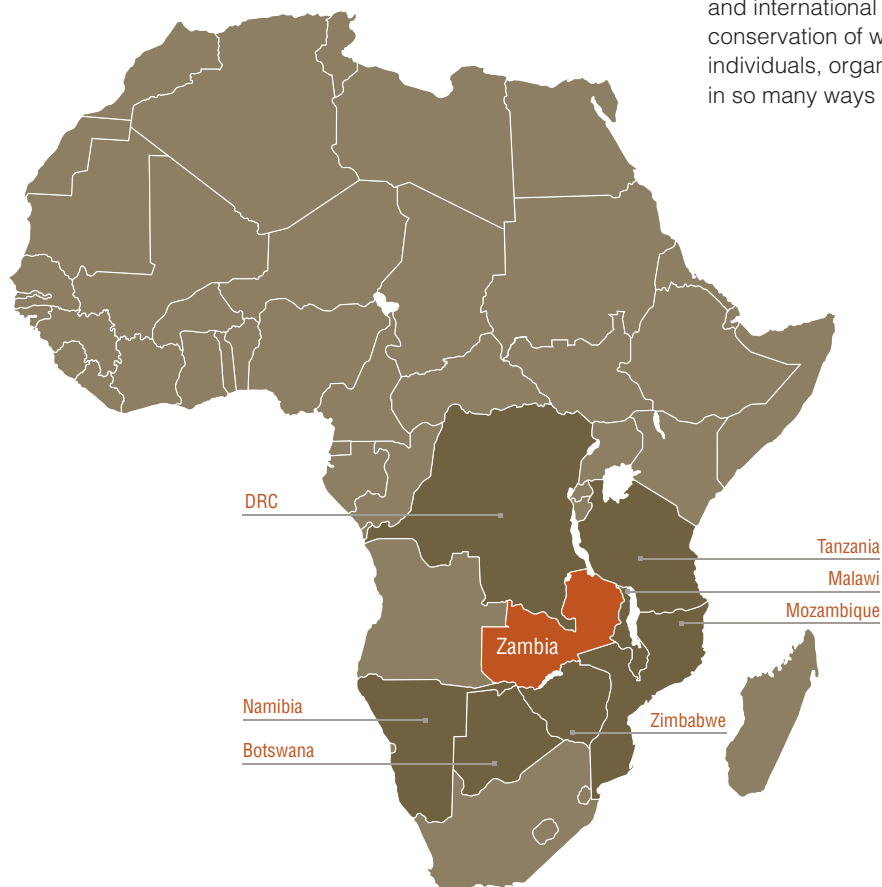 and international
conservation of w
individuals, organ
in so many ways
DRC
Tanzania
Malawi
Mozambique
Zambia
Namibia
Zimbabwe
Botswana